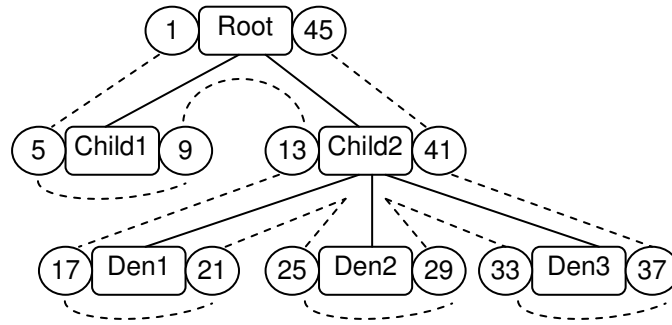 1 Root 45
5 Child1 9 13 Child2 41
17 Den1 21 25 Den2 29 33 Den3 37